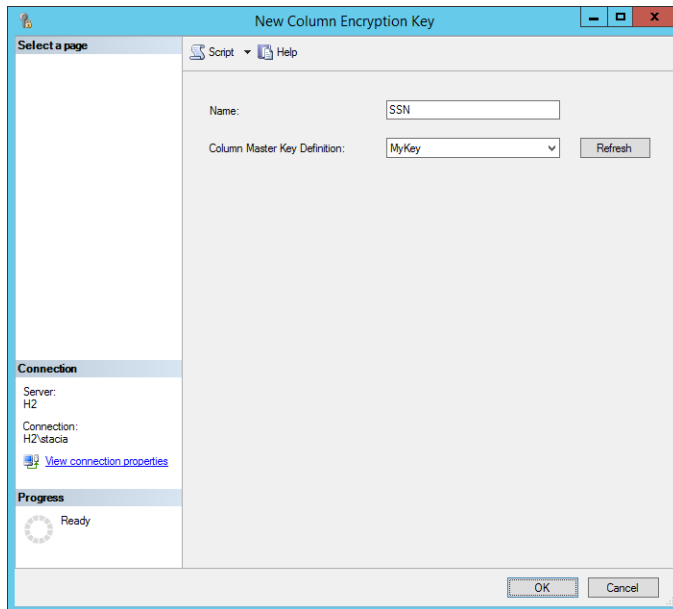 New Column Encryption Key
Select a page
Script Help
Name: SSN
Column Master Key Definition: MyKey Refresh
Connection
Server:
H2
Connection:
H2\stacia
View connection properties
Progress
Ready
OK Cancel